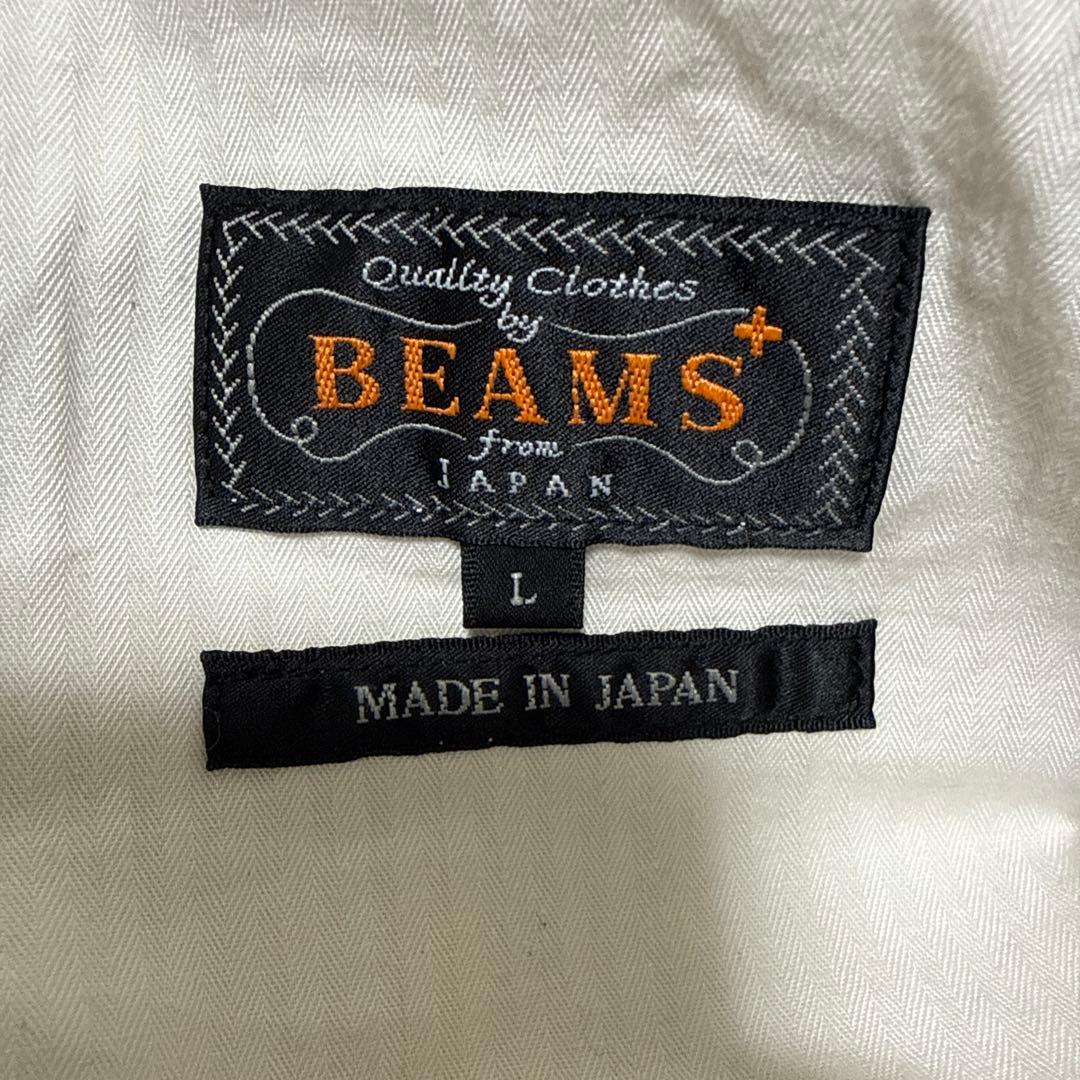 Quality Clothes
by
BEAMS+
from
JAPAN
L
MADE IN JAPAN